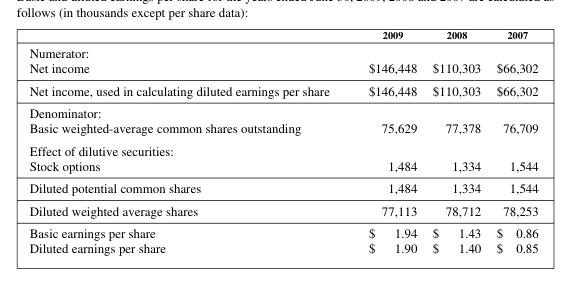 follows (in thousands except per share data):
2009 2008 2007
Numerator:
Net income $146,448 $110,303 $66,302
Net income, used in calculating diluted earnings per share $146,448 $110,303 $66,302
Denominator:
Basic weighted-average common shares outstanding 75,629 77,378 76,709
Effect of dilutive securities:
Stock options 1,484 1,334 1,544
Diluted potential common shares 1,484 1,334 1,544
Diluted weighted average shares 77,113 78,712 78,253
Basic earnings per share $ 1.94 $ 1.43 $ 0.86
Diluted earnings per share $ 1.90 $ 1.40 $ 0.85